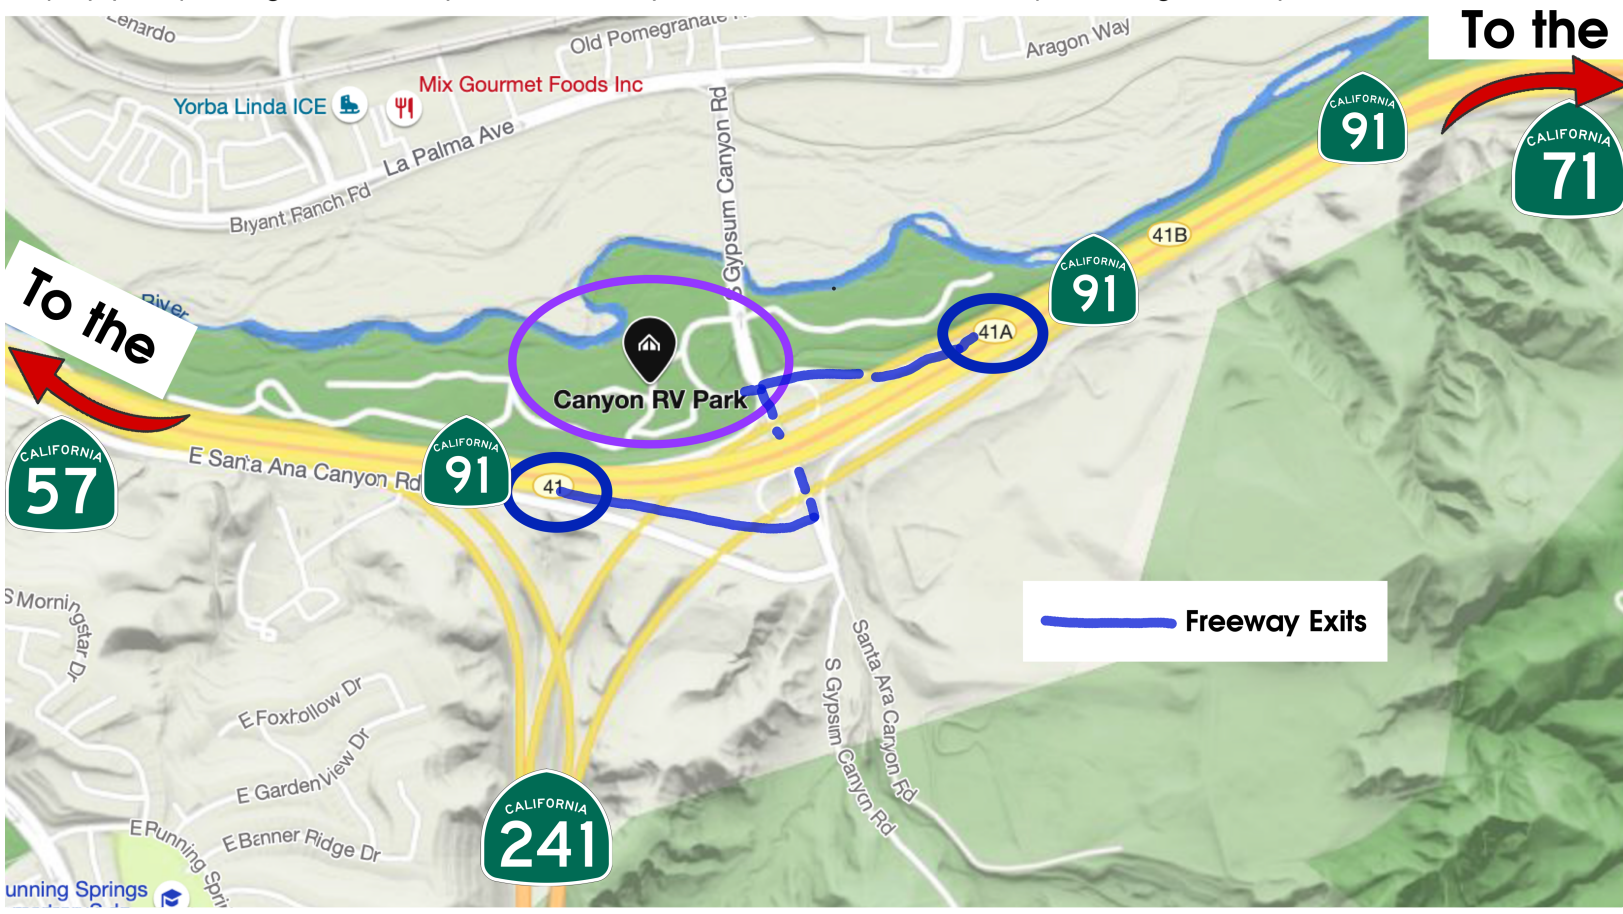 To the
enardo
Old Pomegranate R
Aragon Way
Mix Gourmet Foods Inc
Yorba Linda ICE
La Palma Ave
Bryant Ranch Rd
S Gypsum Canyon Rd
CALIFORNIA
91
CALIFORNIA
71
41B
CALIFORNIA
91
To the
River
41A
Canyon RV Park
CALIFORNIA
57
E Santa Ana Canyon Rd
CALIFORNIA
91
41
S Morningstar Dr
Freeway Exits
Santa Ana Canyon Rd
S Gypsum Canyon Rd
E Foxhollow Dr
E Garden View Dr
E Banner Ridge Dr
E Running Spri
CALIFORNIA
241
unning Springs